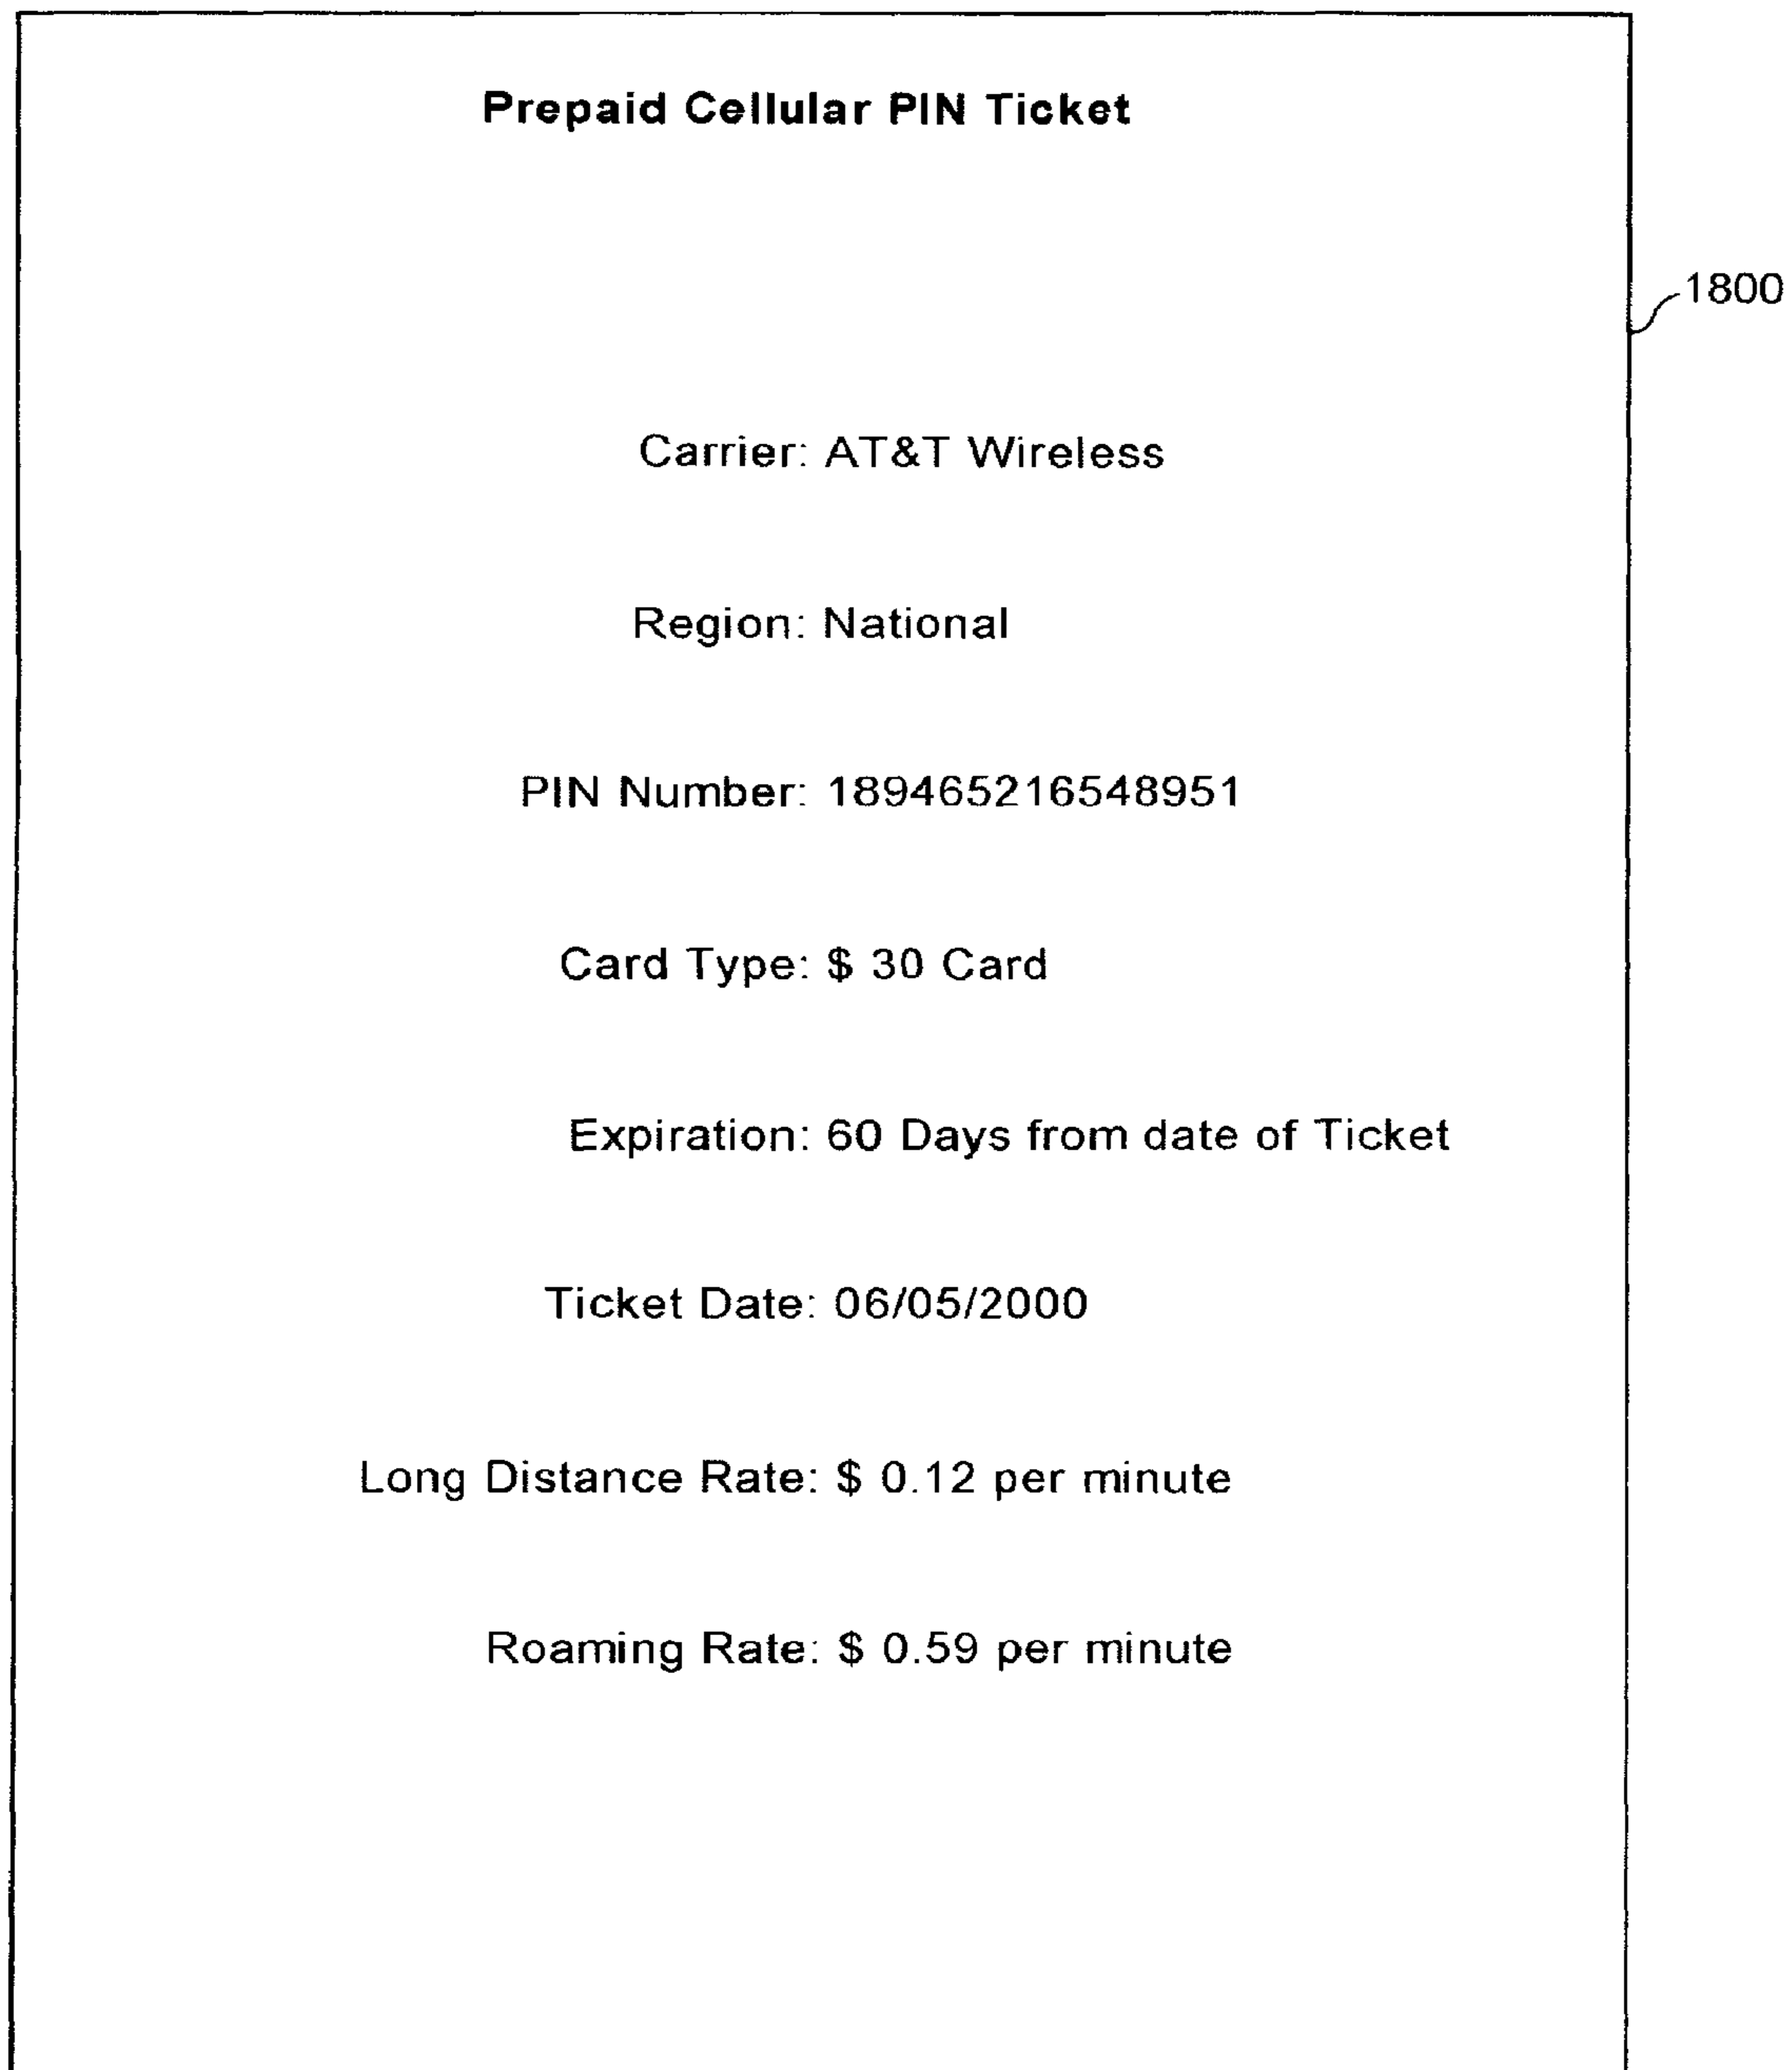 Prepaid Cellular PIN Ticket
1800
Carrier: AT&T Wireless
Region: National
PIN Number: 189465216548951
Card Type: $ 30 Card
Expiration: 60 Days from date of Ticket
Ticket Date: 06/05/2000
Long Distance Rate: $ 0.12 per minute
Roaming Rate: $ 0.59 per minute